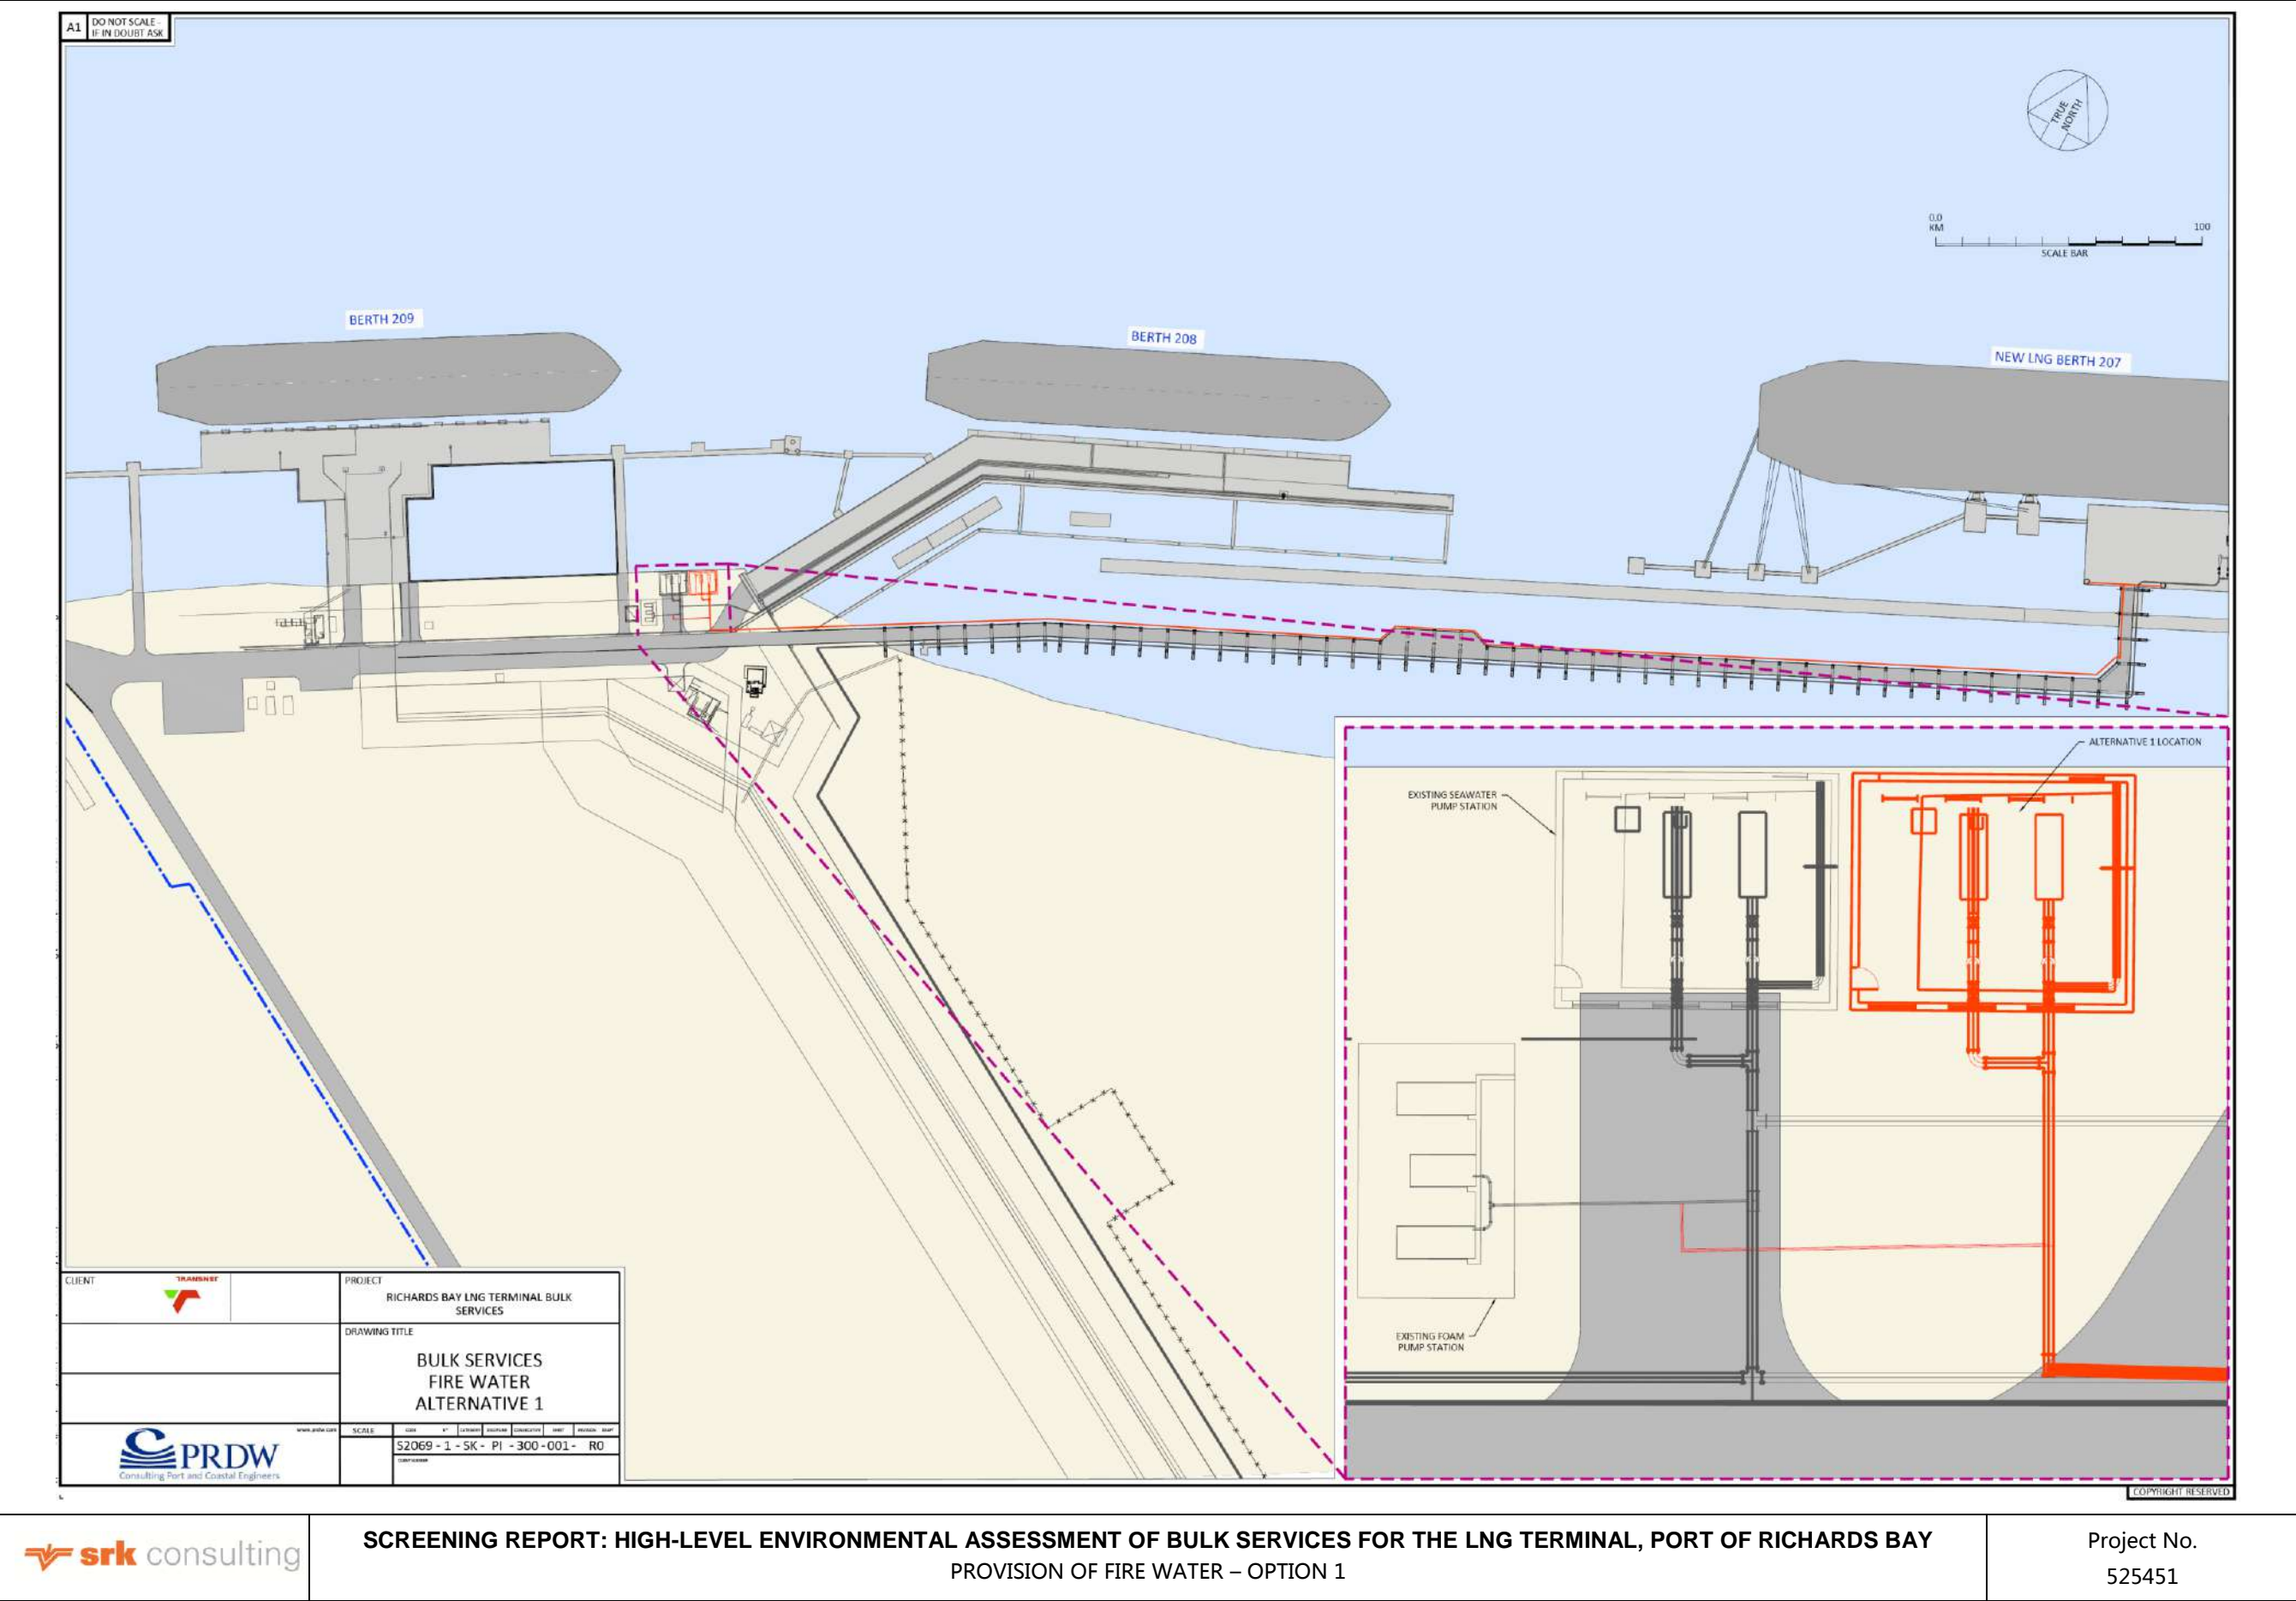 A1
DO NOT SCALE -
IF IN DOUBT ASK
TRUE
NORTH
0.0
KM
100
SCALE BAR
BERTH 209
BERTH 208
NEW LNG BERTH 207
ALTERNATIVE 1 LOCATION
EXISTING SEAWATER
PUMP STATION
EXISTING FOAM
PUMP STATION
CLIENT
TRANSNET
PROJECT
RICHARDS BAY LNG TERMINAL BULK
SERVICES
DRAWING TITLE
BULK SERVICES
FIRE WATER
ALTERNATIVE 1
www.prdw.com
PRDW
Consulting Port and Coastal Engineers
SCALE
S2069 - 1 - SK - PI - 300 - 001 - R0
COPYRIGHT RESERVED
srk consulting
SCREENING REPORT: HIGH-LEVEL ENVIRONMENTAL ASSESSMENT OF BULK SERVICES FOR THE LNG TERMINAL, PORT OF RICHARDS BAY
PROVISION OF FIRE WATER – OPTION 1
Project No.
525451